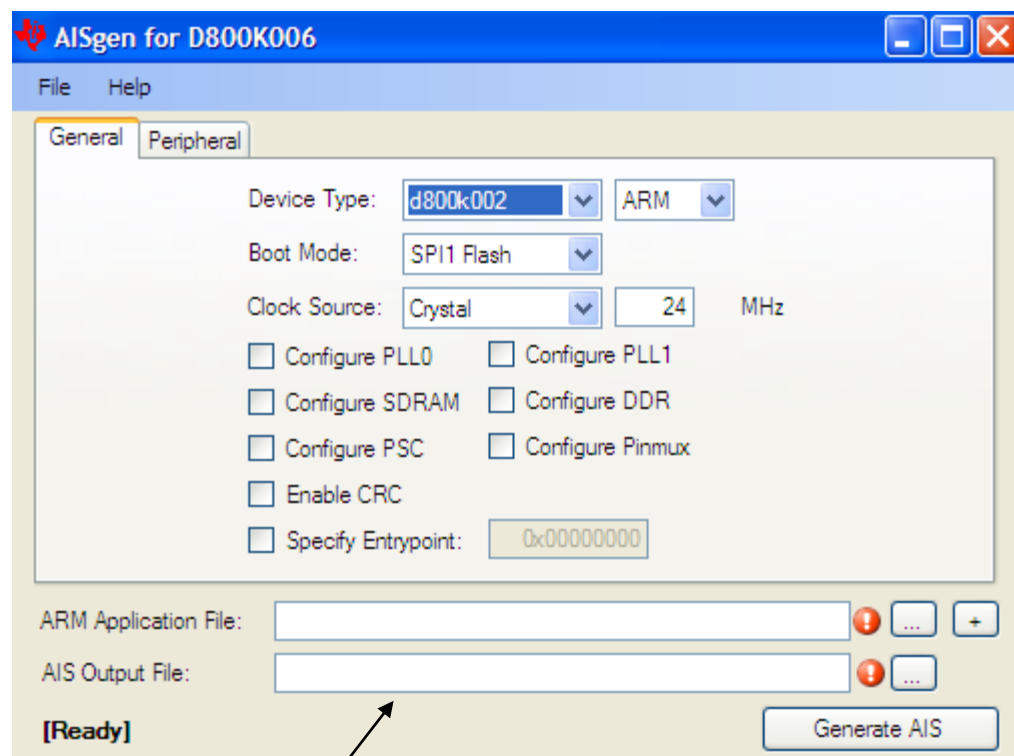 AISgen for D800K006
File Help
General Peripheral
Device Type: d800k002 ARM
Boot Mode: SPI1 Flash
Clock Source: Crystal 24 MHz
Configure PLL0 Configure PLL1
Configure SDRAM Configure DDR
Configure PSC Configure Pinmux
Enable CRC
Specify Entrypoint: 0x00000000
ARM Application File: ... +
AIS Output File: ...
[Ready] Generate AIS